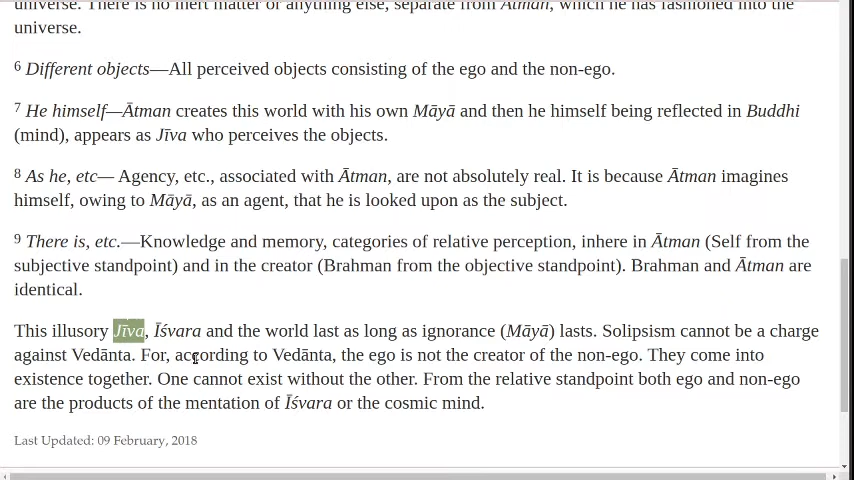 universe. There is no inert matter or anything else, separate from Ātman, which he has fashioned into the
universe.
6 Different objects—All perceived objects consisting of the ego and the non-ego.
7 He himself—Ātman creates this world with his own Māyā and then he himself being reflected in Buddhi
(mind), appears as Jīva who perceives the objects.
8 As he, etc— Agency, etc., associated with Ātman, are not absolutely real. It is because Ātman imagines
himself, owing to Māyā, as an agent, that he is looked upon as the subject.
9 There is, etc.—Knowledge and memory, categories of relative perception, inhere in Ātman (Self from the
subjective standpoint) and in the creator (Brahman from the objective standpoint). Brahman and Ātman are
identical.
This illusory Jīva, Īśvara and the world last as long as ignorance (Māyā) lasts. Solipsism cannot be a charge
against Vedānta. For, according to Vedānta, the ego is not the creator of the non-ego. They come into
existence together. One cannot exist without the other. From the relative standpoint both ego and non-ego
are the products of the mentation of Īśvara or the cosmic mind.
Last Updated: 09 February, 2018